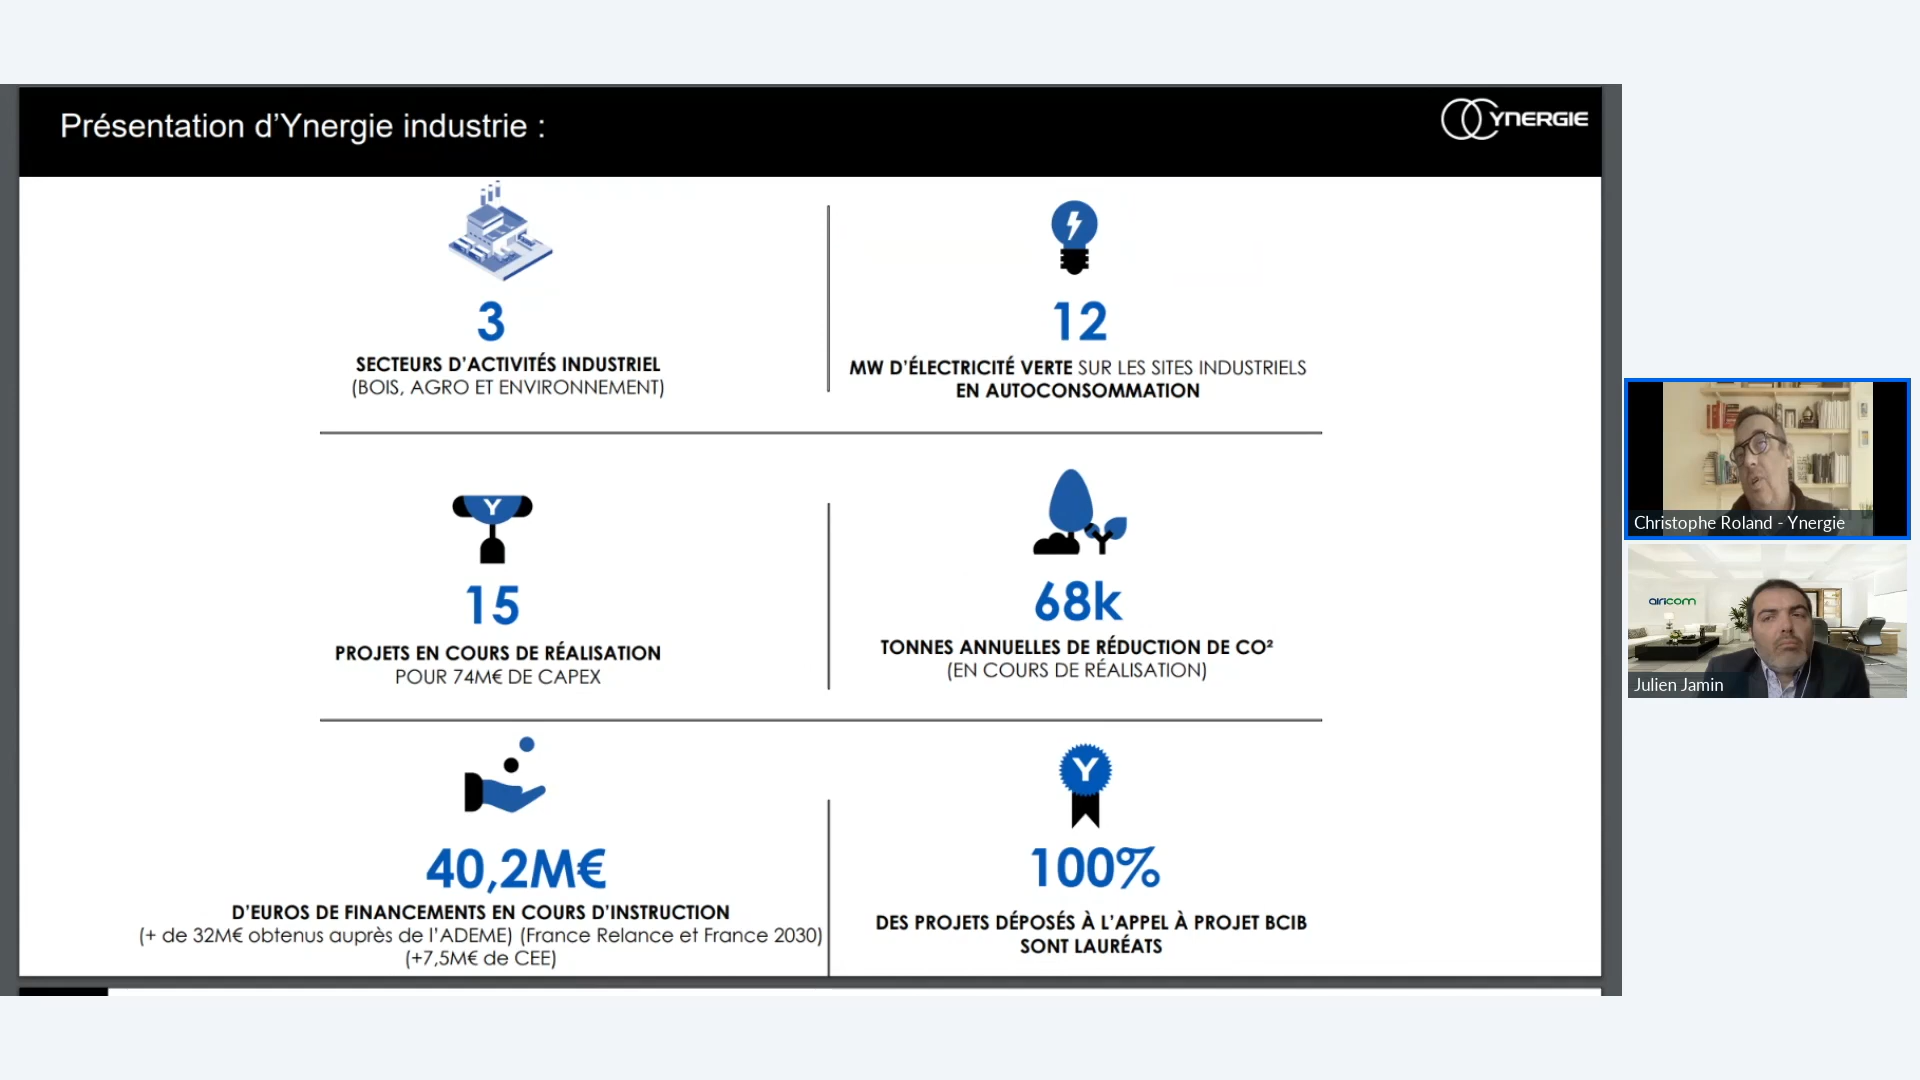 Présentation d'Ynergie industrie :
YNERGIE
3
SECTEURS D'ACTIVITÉS INDUSTRIEL
(BOIS, AGRO ET ENVIRONNEMENT)
12
MW D'ÉLECTRICITÉ VERTE SUR LES SITES INDUSTRIELS
EN AUTOCONSOMMATION
Y
15
PROJETS EN COURS DE RÉALISATION
POUR 74M€ DE CAPEX
68k
TONNES ANNUELLES DE RÉDUCTION DE CO²
(EN COURS DE RÉALISATION)
40,2M€
D'EUROS DE FINANCEMENTS EN COURS D'INSTRUCTION
(+ de 32M€ obtenus auprès de l'ADEME) (France Relance et France 2030)
(+7,5M€ de CEE)
Y
100%
DES PROJETS DÉPOSÉS À L'APPEL À PROJET BCIB
SONT LAURÉATS
Christophe Roland - Ynergie
airicom
Julien Jamin